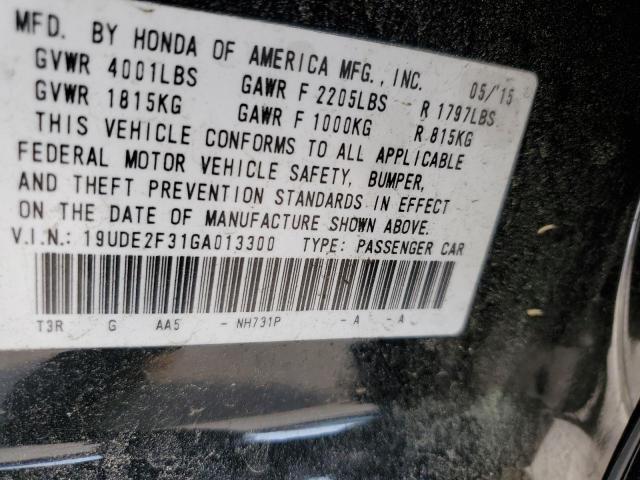 MFD. BY HONDA OF AMERICA MFG., INC. 05/'15
GVWR 4001LBS GAWR F 2205LBS R 1797LBS
GVWR 1815KG GAWR F 1000KG R 815KG
THIS VEHICLE CONFORMS TO ALL APPLICABLE
FEDERAL MOTOR VEHICLE SAFETY, BUMPER,
AND THEFT PREVENTION STANDARDS IN EFFECT
ON THE DATE OF MANUFACTURE SHOWN ABOVE.
V.I.N.: 19UDE2F31GA013300 TYPE: PASSENGER CAR
T3R G AA5 - NH731P - A - A